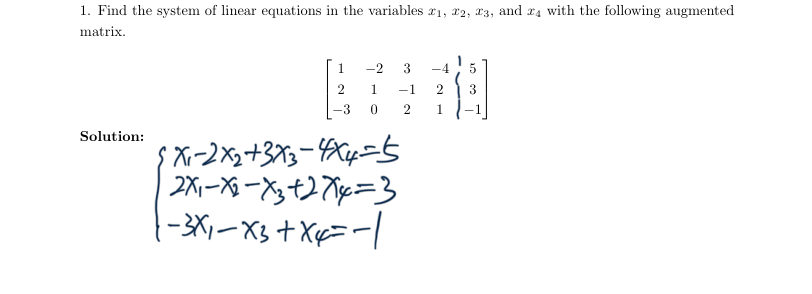 1. Find the system of linear equations in the variables x₁, x₂, x₃, and x₄ with the following augmented
matrix.
1 −2 3 −4 5
2 1 −1 2 3
−3 0 2 1 −1
Solution:
x₁−2x₂+3x₃−4x₄=5
2x₁−x₂−x₃+2x₄=3
−3x₁−x₃+x₄=−1